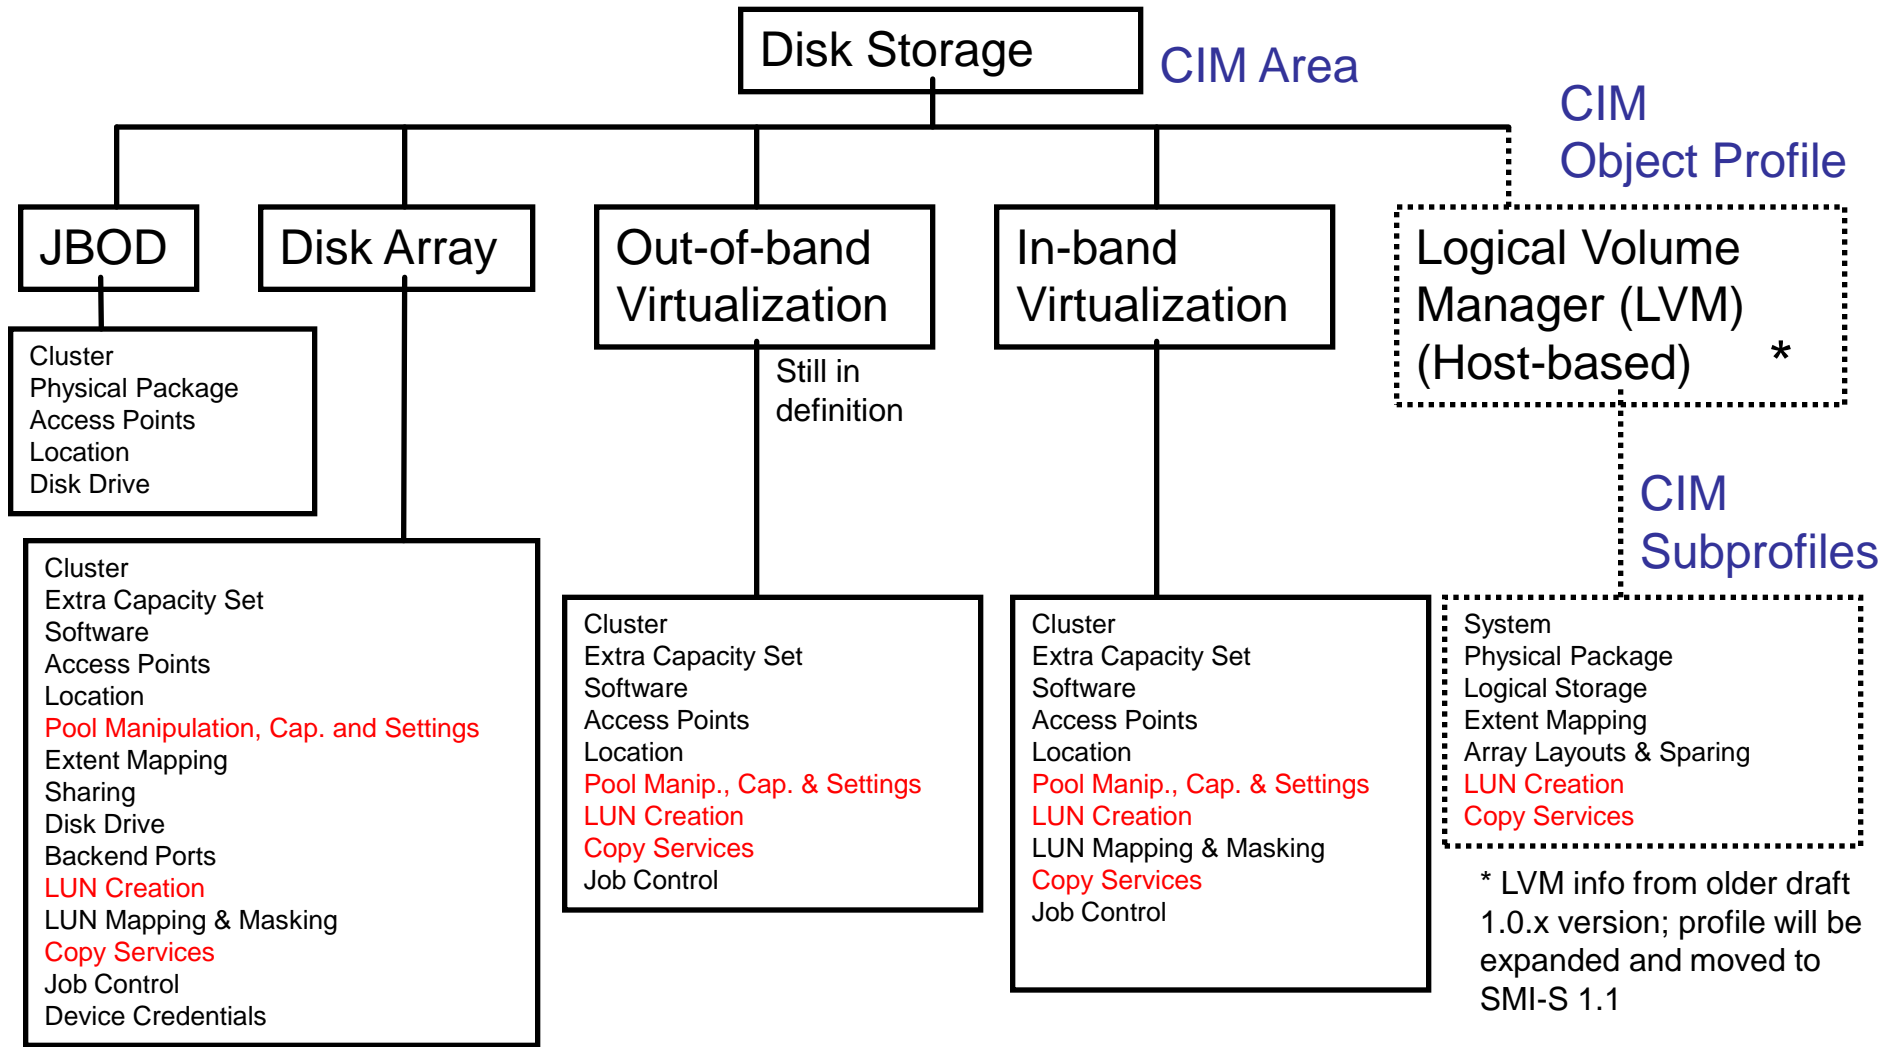 Disk Storage
CIM Area
CIM
Object Profile
JBOD
Disk Array
Out-of-band
Virtualization
In-band
Virtualization
Logical Volume
Manager (LVM)
(Host-based) *
Still in
definition
Cluster
Physical Package
Access Points
Location
Disk Drive
CIM
Subprofiles
Cluster
Extra Capacity Set
Software
Access Points
Location
Pool Manipulation, Cap. and Settings
Extent Mapping
Sharing
Disk Drive
Backend Ports
LUN Creation
LUN Mapping & Masking
Copy Services
Job Control
Device Credentials
Cluster
Extra Capacity Set
Software
Access Points
Location
Pool Manip., Cap. & Settings
LUN Creation
Copy Services
Job Control
Cluster
Extra Capacity Set
Software
Access Points
Location
Pool Manip., Cap. & Settings
LUN Creation
LUN Mapping & Masking
Copy Services
Job Control
System
Physical Package
Logical Storage
Extent Mapping
Array Layouts & Sparing
LUN Creation
Copy Services
* LVM info from older draft
1.0.x version; profile will be
expanded and moved to
SMI-S 1.1